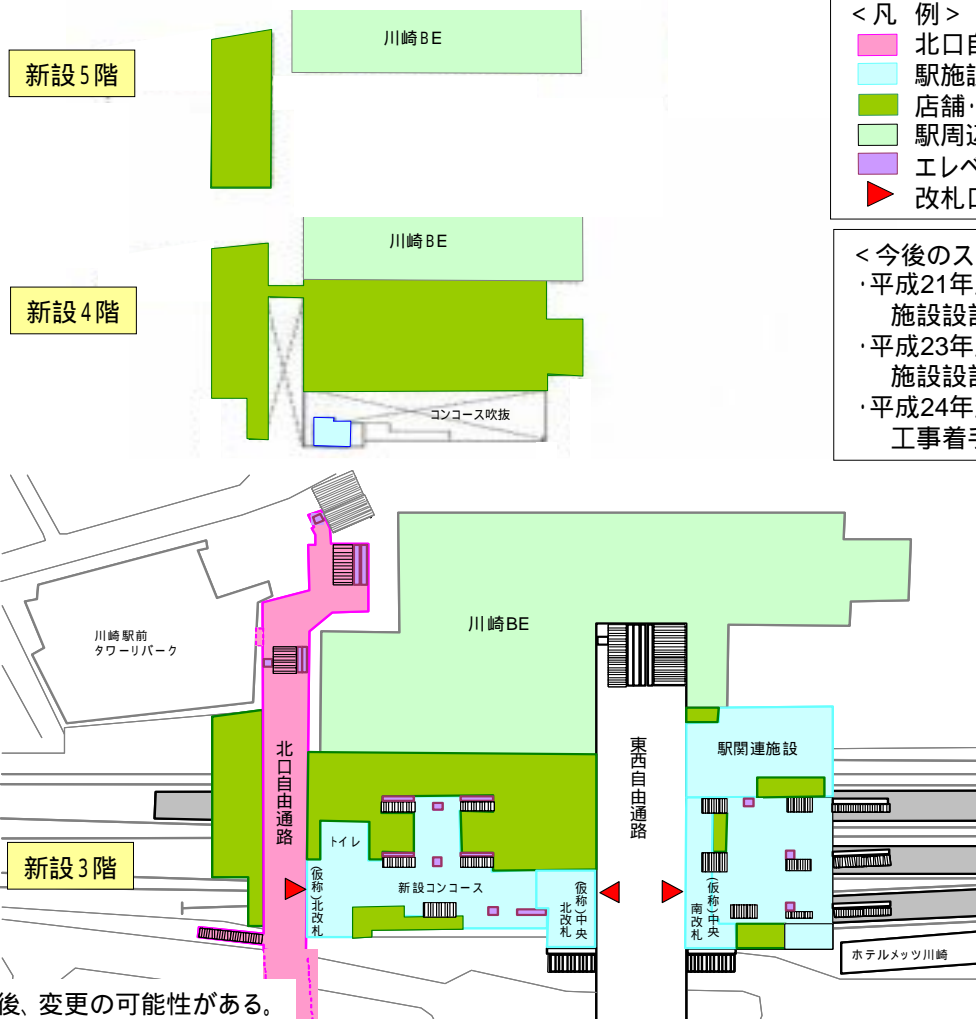 新設5階
川崎BE
<凡 例>
北口自
駅施設
店舗・
駅周辺
エレベ
改札口
新設4階
川崎BE
コンコース吹抜
<今後のス
・平成21年
施設設
・平成23年
施設設
・平成24年
工事着手
川崎駅前
タワーリパーク
川崎BE
北口自由通路
東西自由通路
駅関連施設
新設3階
トイレ
(仮称)北改札
新設コンコース
(仮称)中央
北改札
(仮称)中央
南改札
ホテルメッツ川崎
後、変更の可能性がある。